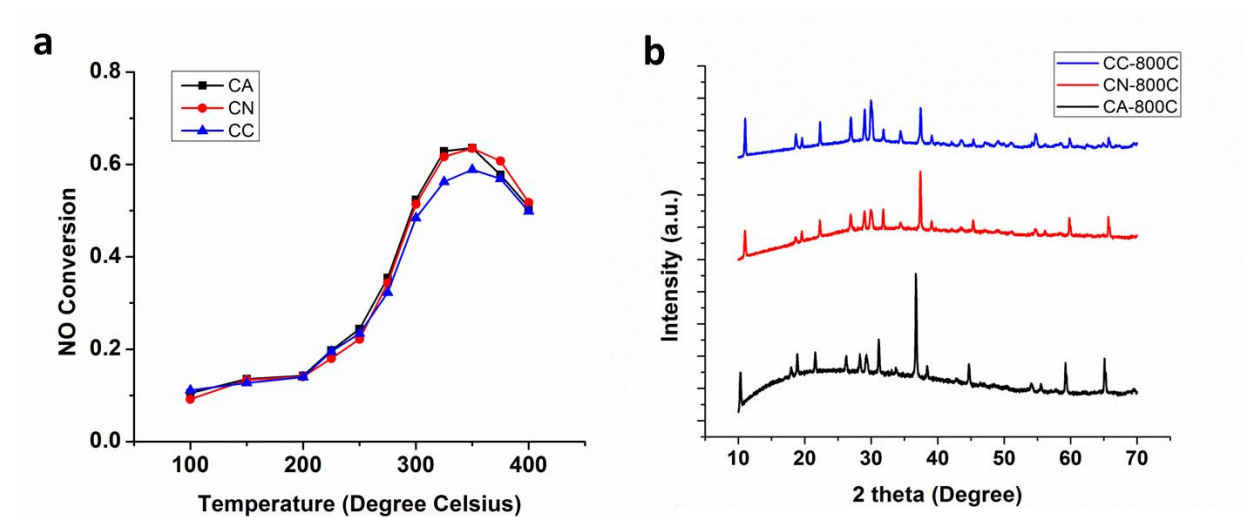 a
0.8
0.6
0.4
0.2
0.0
NO Conversion
CA
CN
CC
100 200 300 400
Temperature (Degree Celsius)
b
CC-800C
CN-800C
CA-800C
Intensity (a.u.)
10 20 30 40 50 60 70
2 theta (Degree)